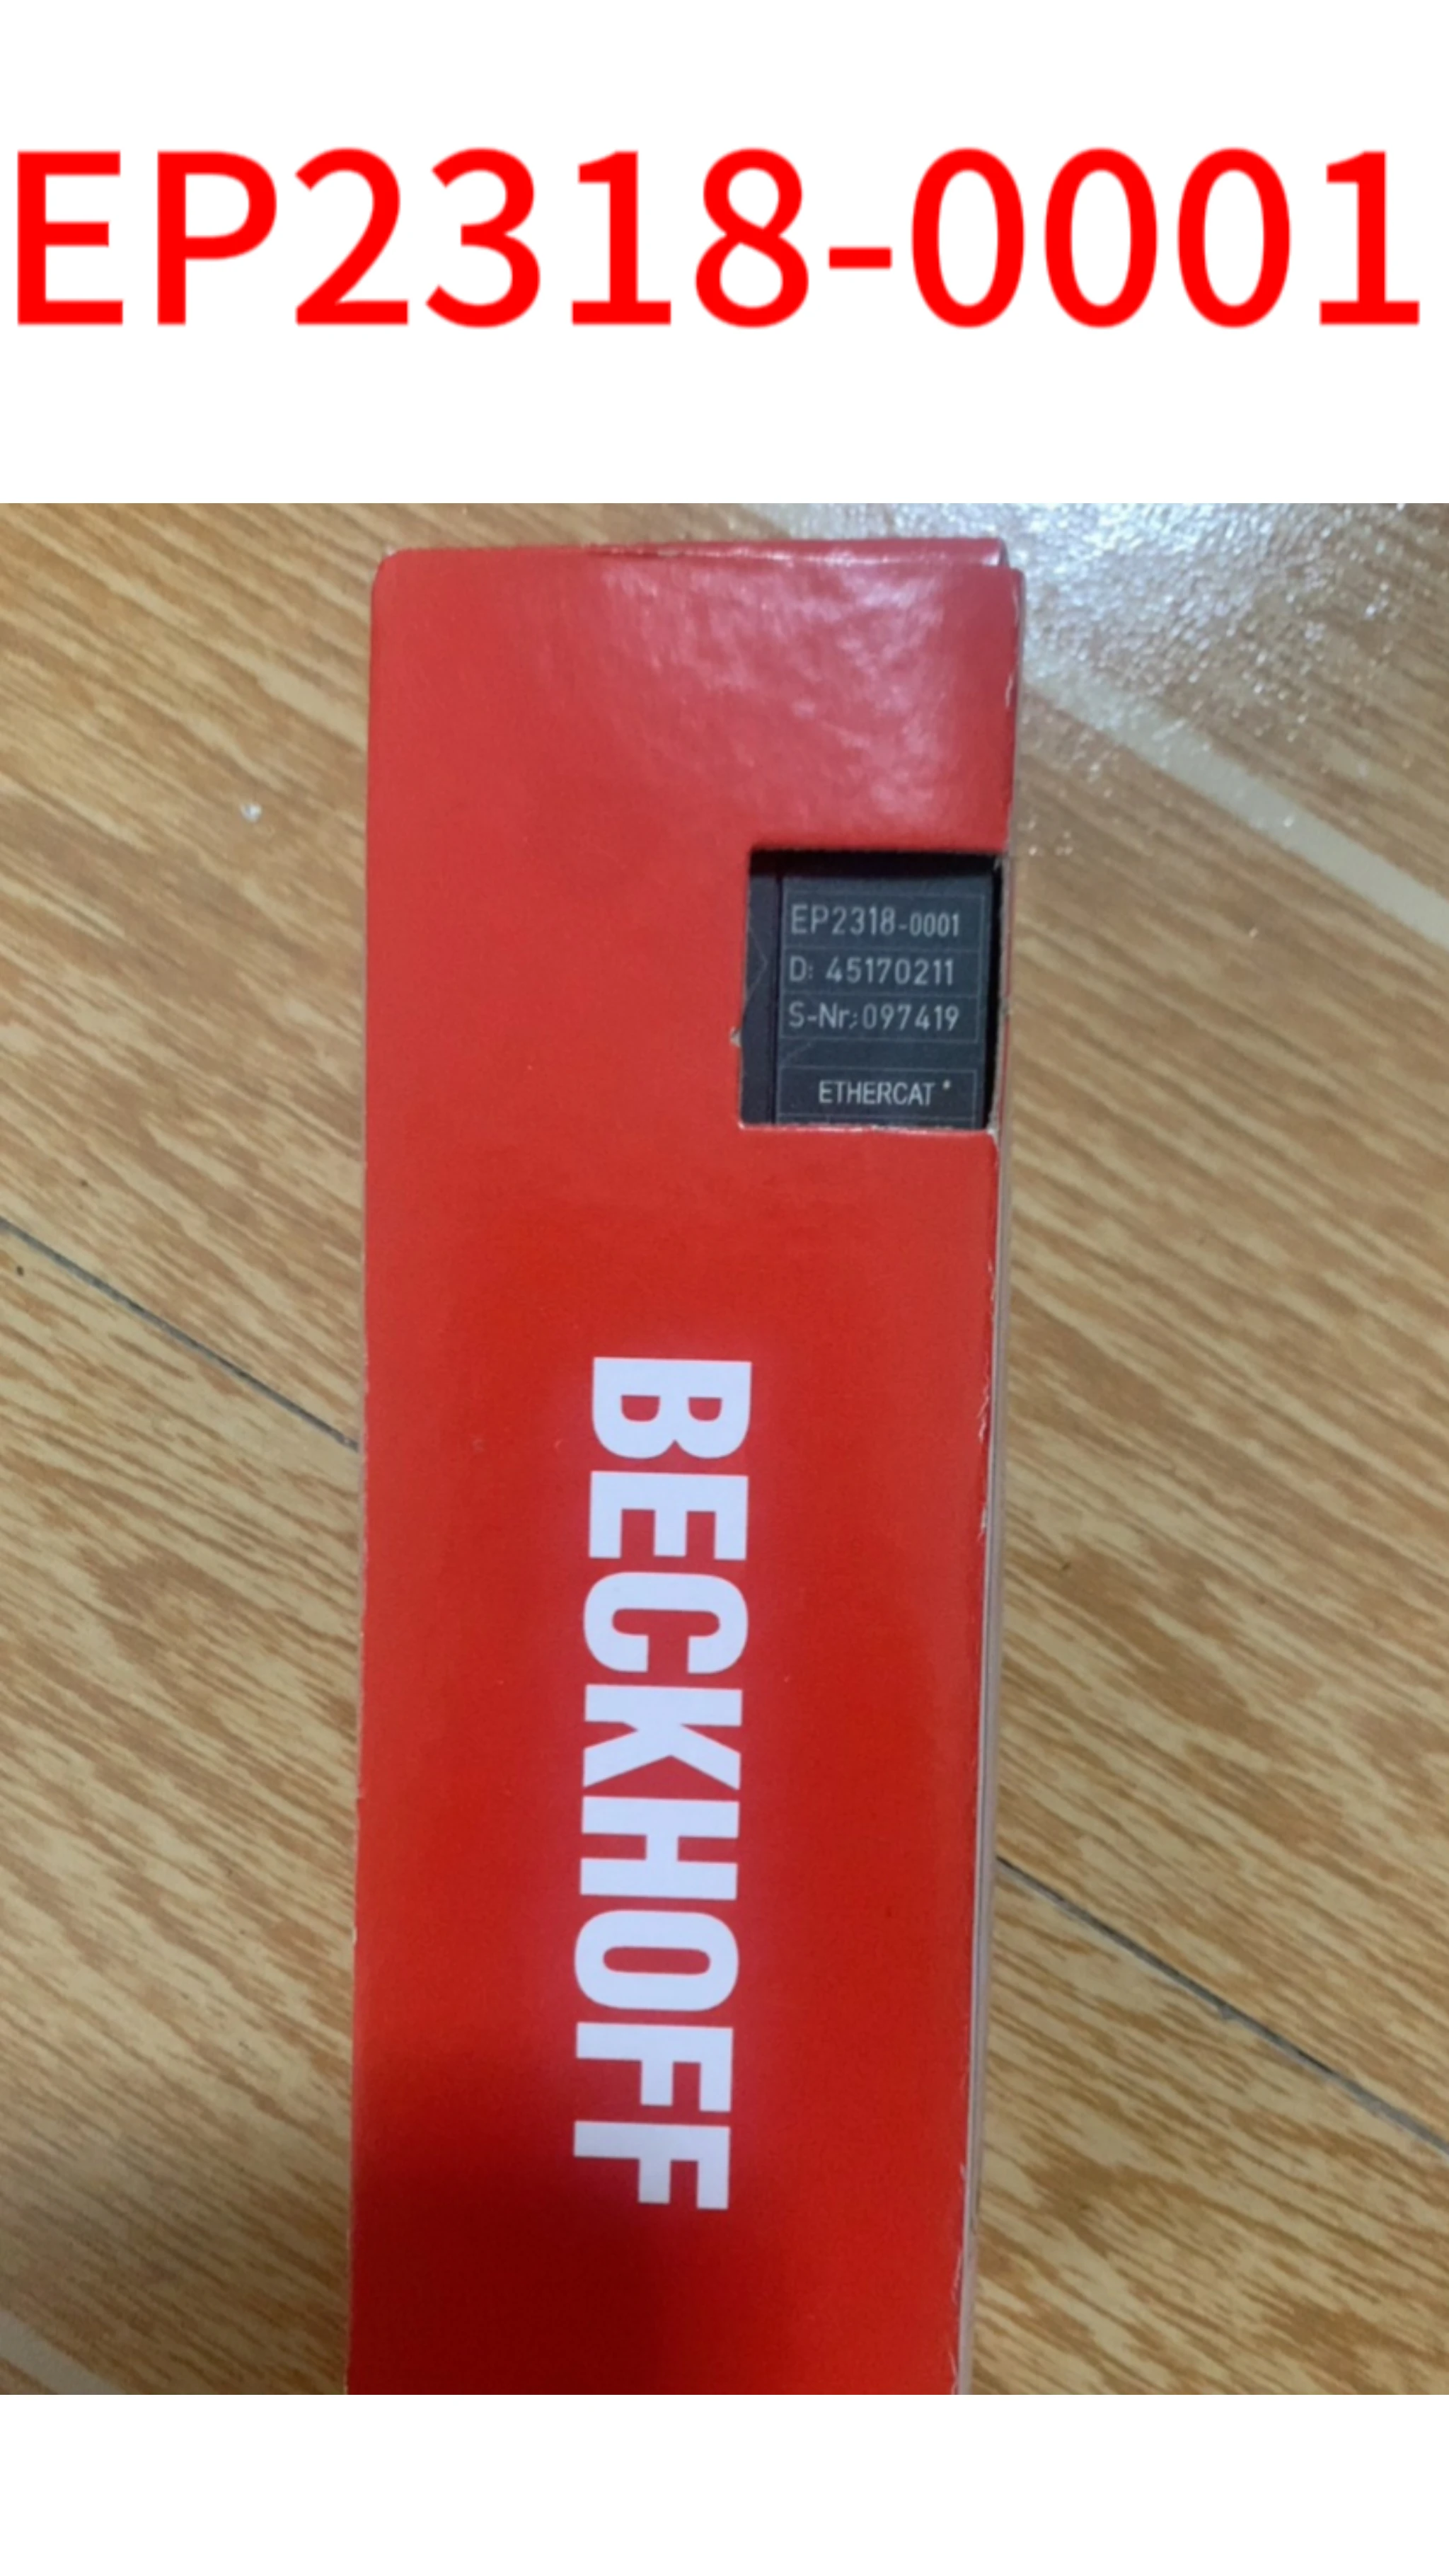 EP2318-0001
EP2318-0001
D: 45170211
S-Nr.:097419
ETHERCAT
BECKHOFF